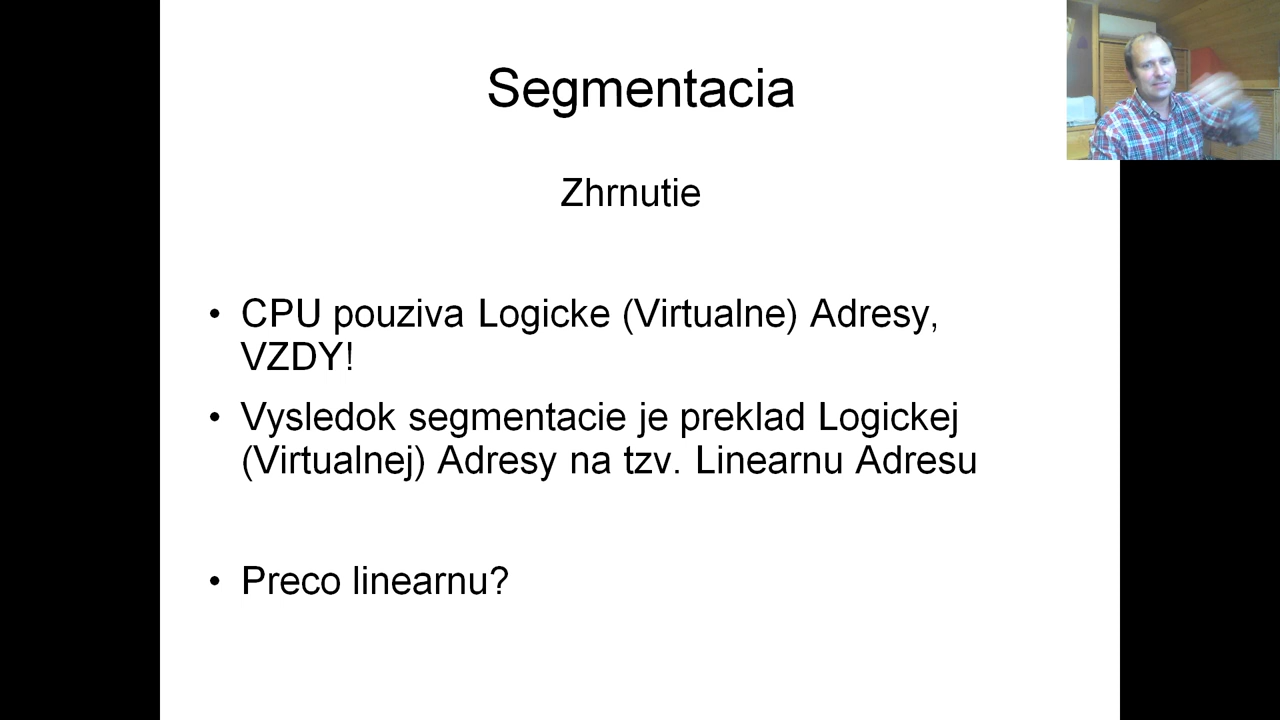 Segmentacia
Zhrnutie
• CPU pouziva Logicke (Virtualne) Adresy,
VZDY!
• Vysledok segmentacie je preklad Logickej
(Virtualnej) Adresy na tzv. Linearnu Adresu
• Preco linearnu?